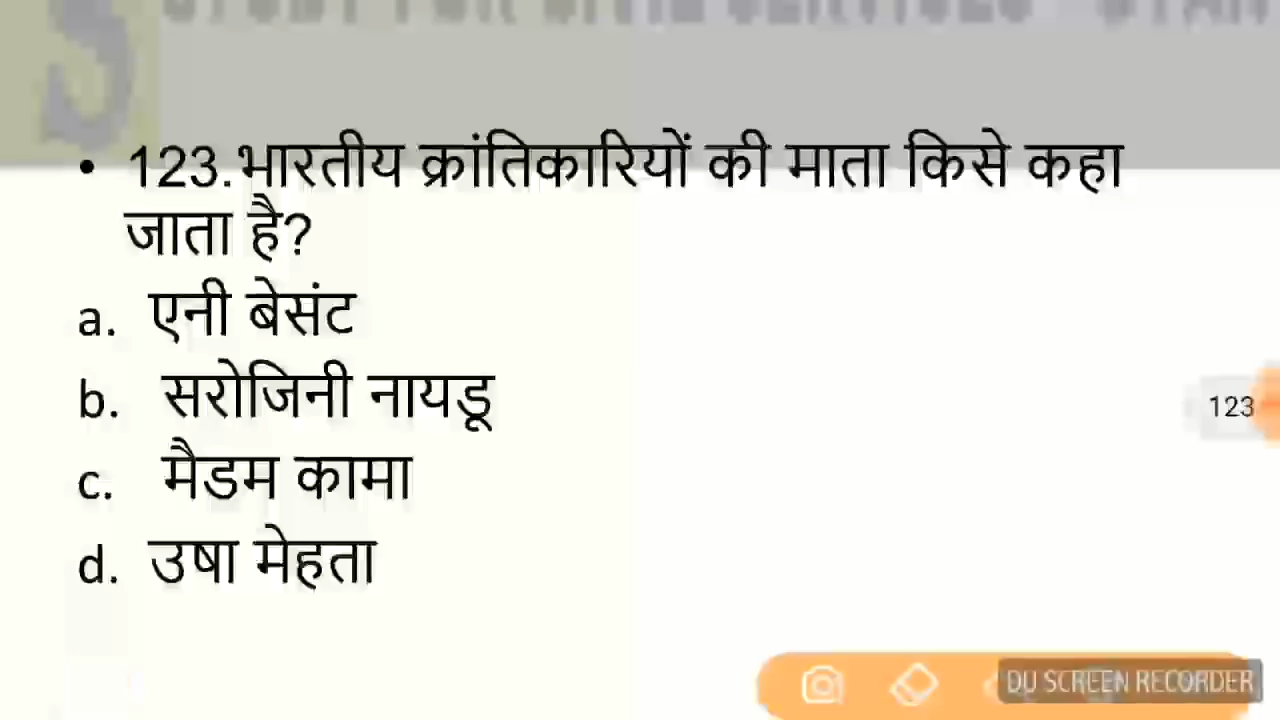 • 123.भारतीय क्रांतिकारियों की माता किसे कहा
जाता है?
a. एनी बेसंट
b. सरोजिनी नायडू
c. मैडम कामा
d. उषा मेहता
123
DU SCREEN RECORDER